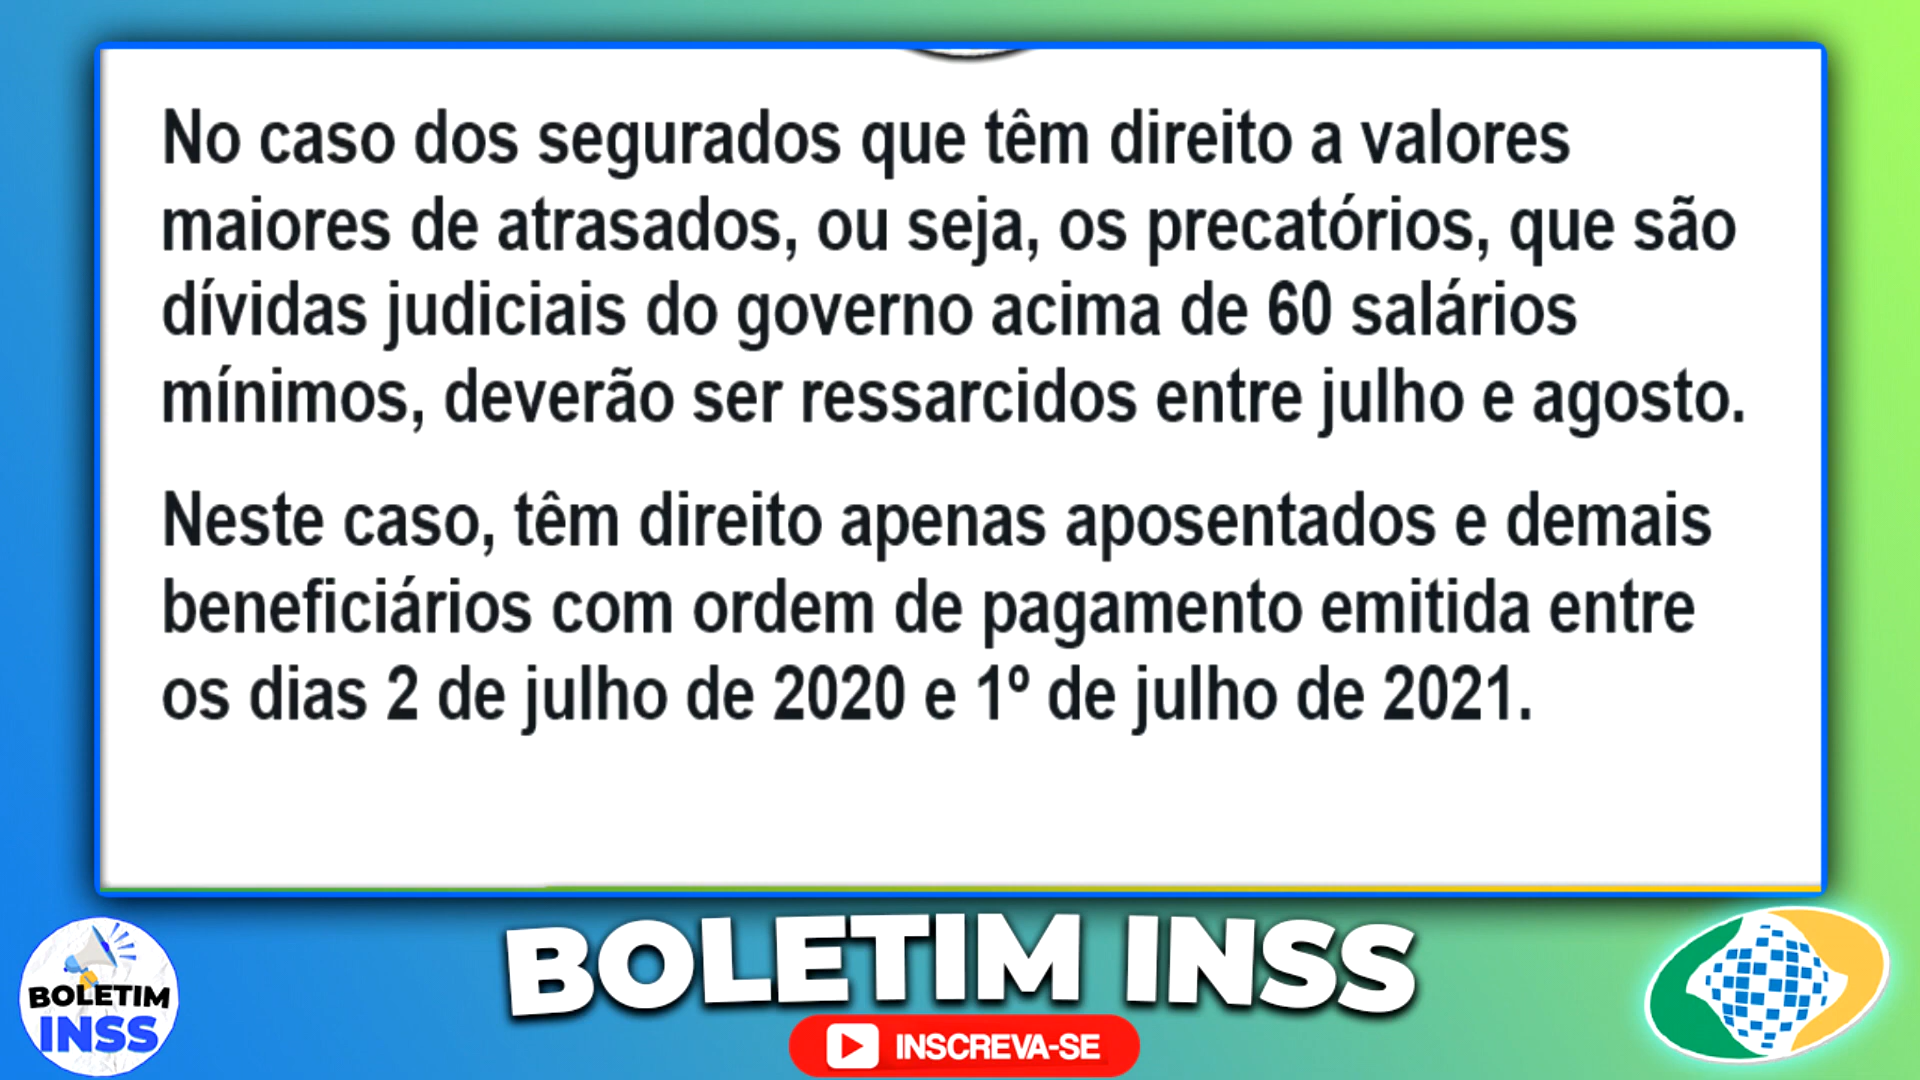 No caso dos segurados que têm direito a valores
maiores de atrasados, ou seja, os precatórios, que são
dívidas judiciais do governo acima de 60 salários
mínimos, deverão ser ressarcidos entre julho e agosto.
Neste caso, têm direito apenas aposentados e demais
beneficiários com ordem de pagamento emitida entre
os dias 2 de julho de 2020 e 1º de julho de 2021.
BOLETIM INSS
INSCREVA-SE
BOLETIM
INSS